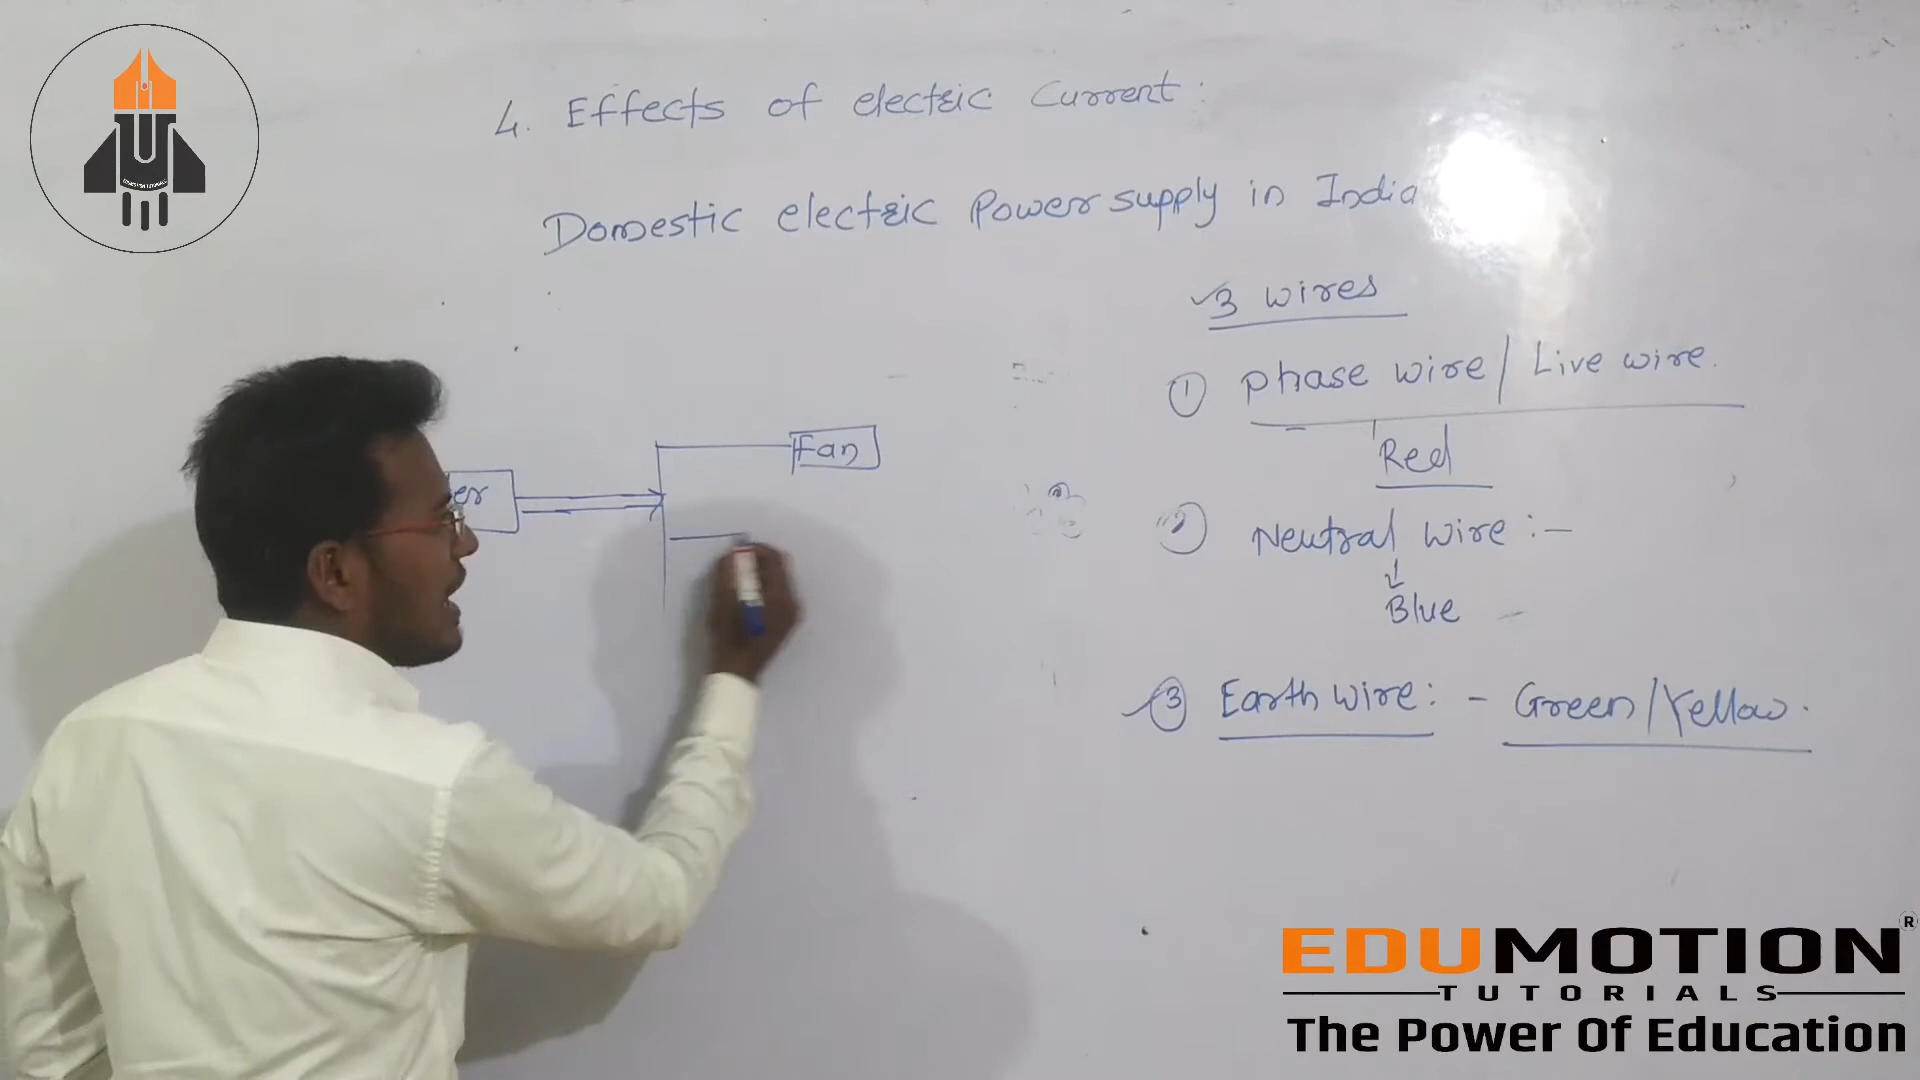 4. Effects of electric Current:
Domestic electric Power supply in India
3 wires
1 Phase wire / Live wire.
Red
2 Neutral wire :-
Blue
3 Earth wire: - Green/Yellow.
Fan
er
EDUMOTION®
TUTORIALS
The Power Of Education